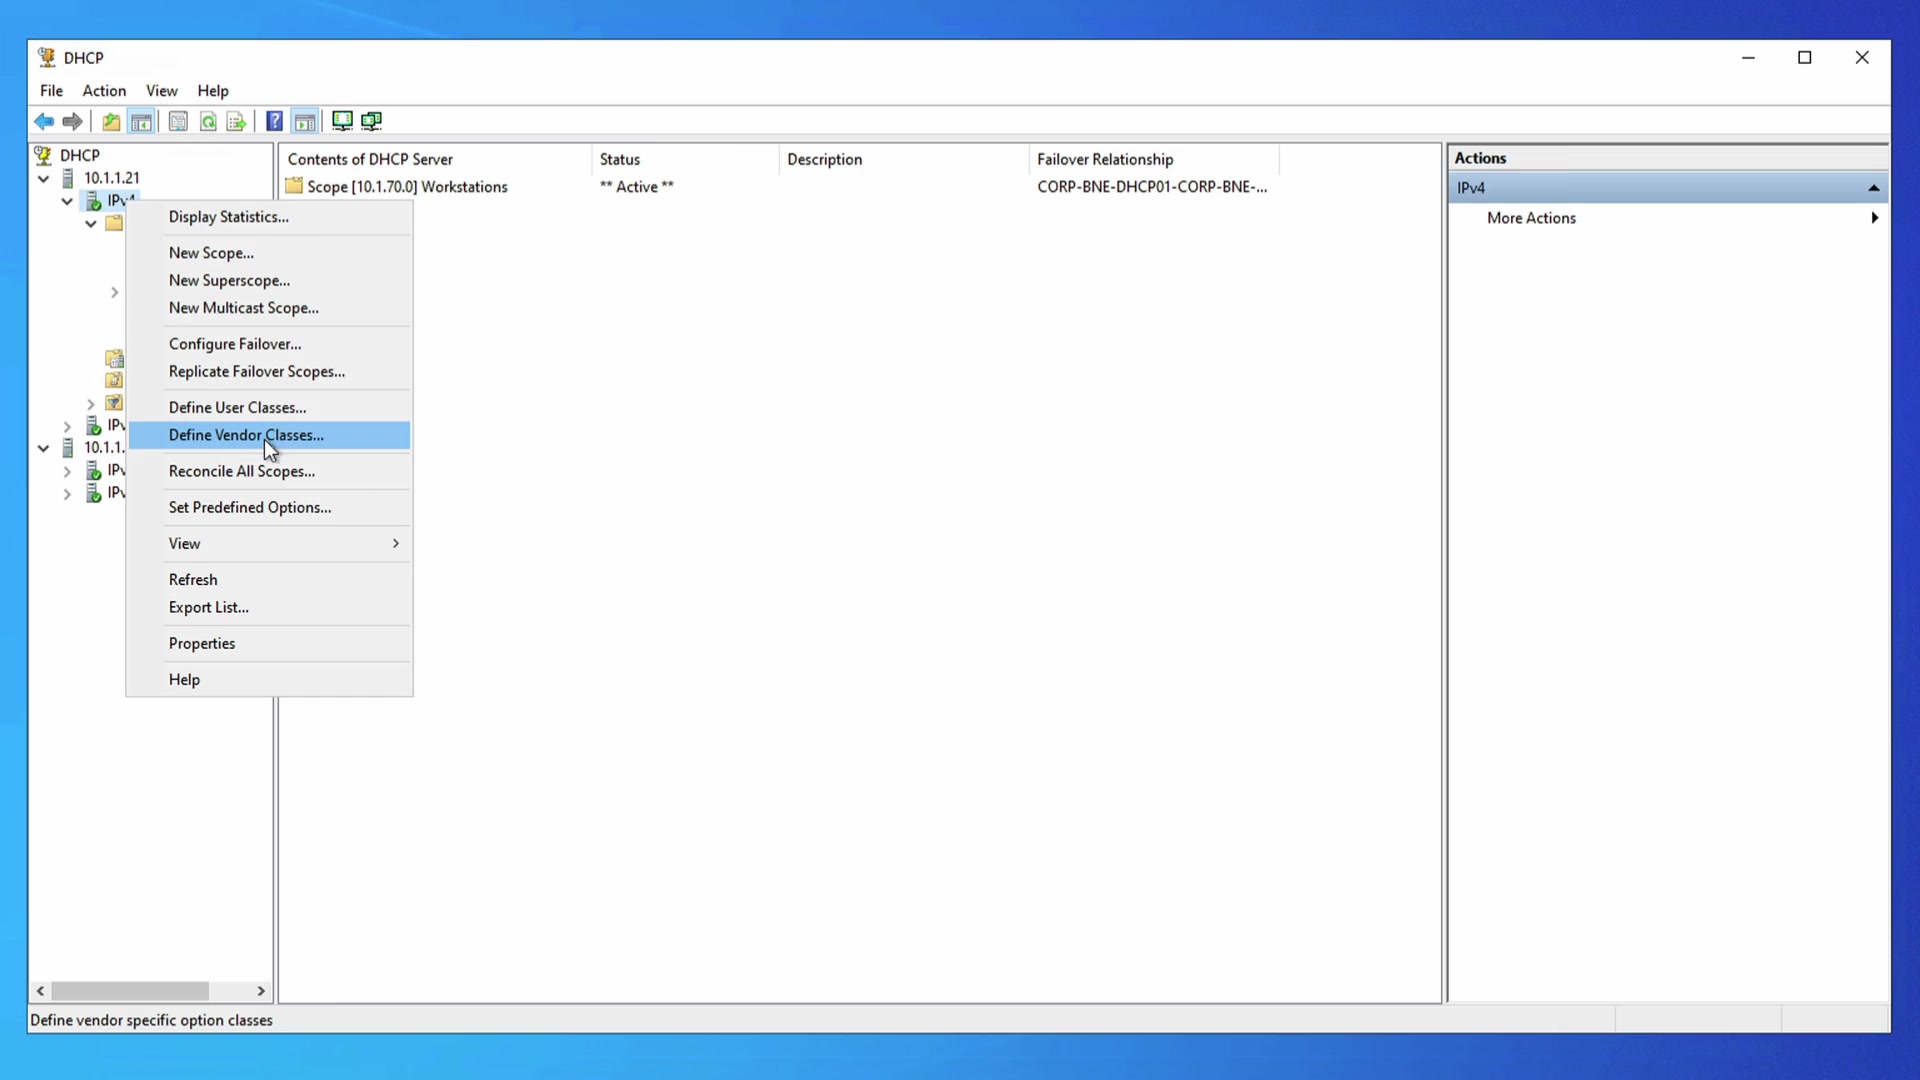 DHCP
File Action View Help
DHCP
10.1.1.21
IPv4
10.1.1.
Display Statistics...
New Scope...
New Superscope...
New Multicast Scope...
Configure Failover...
Replicate Failover Scopes...
Define User Classes...
Define Vendor Classes...
Reconcile All Scopes...
Set Predefined Options...
View
Refresh
Export List...
Properties
Help
Contents of DHCP Server Status Description Failover Relationship
Scope [10.1.70.0] Workstations ** Active ** CORP-BNE-DHCP01-CORP-BNE-...
Actions
IPv4
More Actions
Define vendor specific option classes